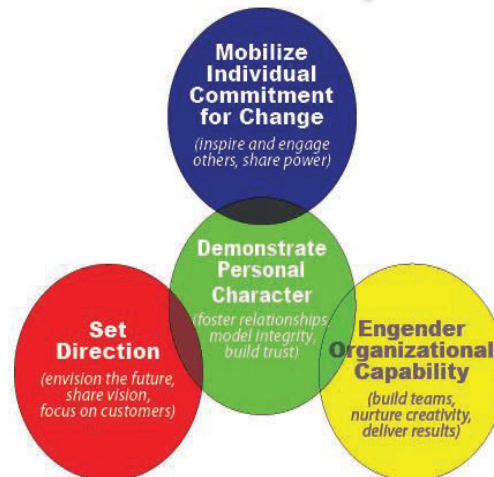 Mobilize
Individual
Commitment
for Change
(inspire and engage
others, share power)
Demonstrate
Personal
Character
(foster relationships,
model integrity,
build trust)
Set
Direction
(envision the future,
share vision,
focus on customers)
Engender
Organizational
Capability
(build teams,
nurture creativity,
deliver results)